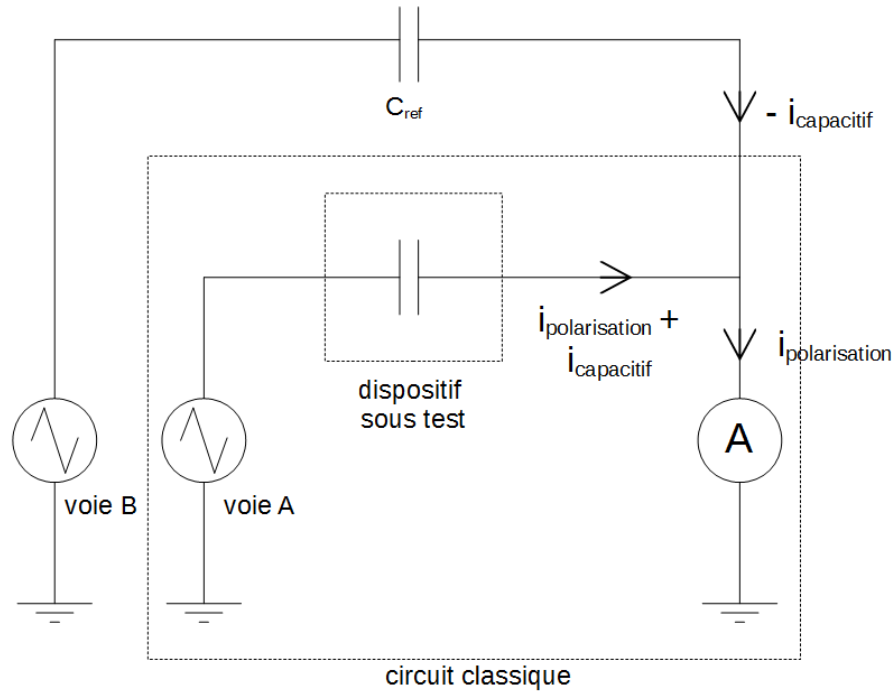 C_ref
- i_capacitif
i_polarisation +
i_capacitif
i_polarisation
dispositif
sous test
A
voie B
voie A
circuit classique